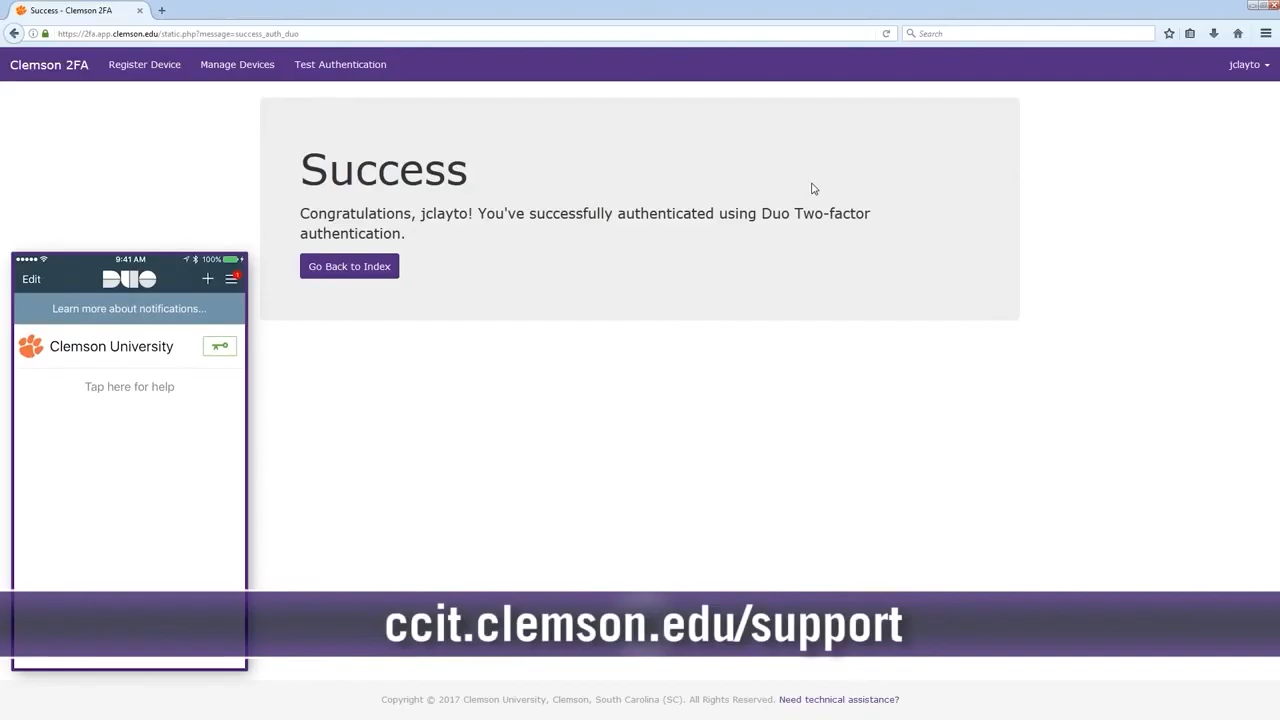 Success - Clemson 2FA
https://2fa.app.clemson.edu/static.php?message=success_auth_duo
Search
Clemson 2FA
Register Device
Manage Devices
Test Authentication
jclayto
Success
Congratulations, jclayto! You've successfully authenticated using Duo Two-factor
authentication.
Go Back to Index
9:41 AM
100%
Edit
DUO
1
Learn more about notifications...
Clemson University
Tap here for help
ccit.clemson.edu/support
Copyright © 2017 Clemson University, Clemson, South Carolina (SC). All Rights Reserved. Need technical assistance?